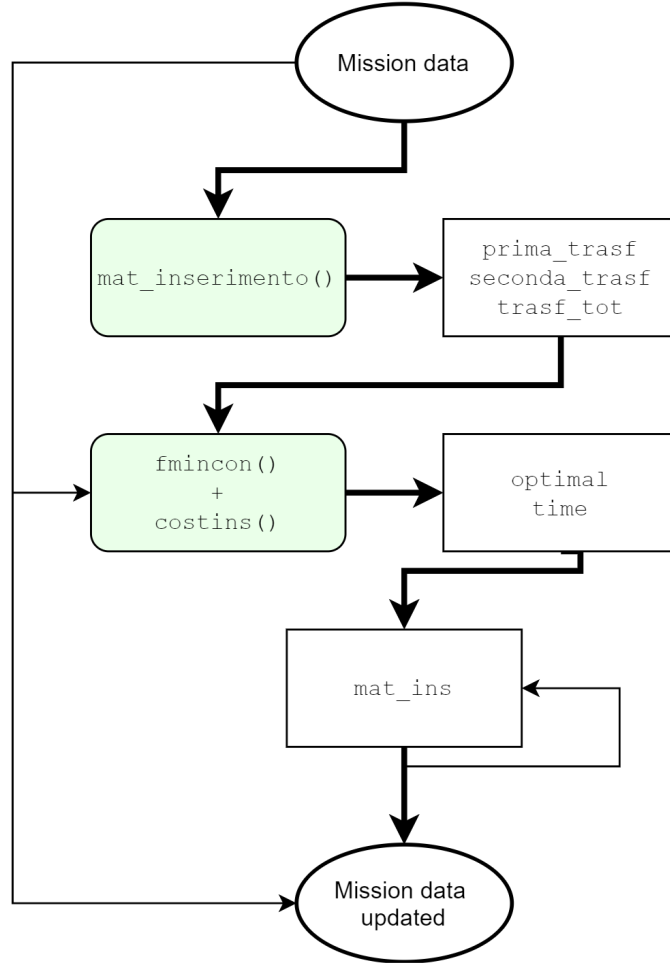 Mission data
mat_inserimento()
prima_trasf
seconda_trasf
trasf_tot
fmincon()
+
costins()
optimal
time
mat_ins
Mission data
updated